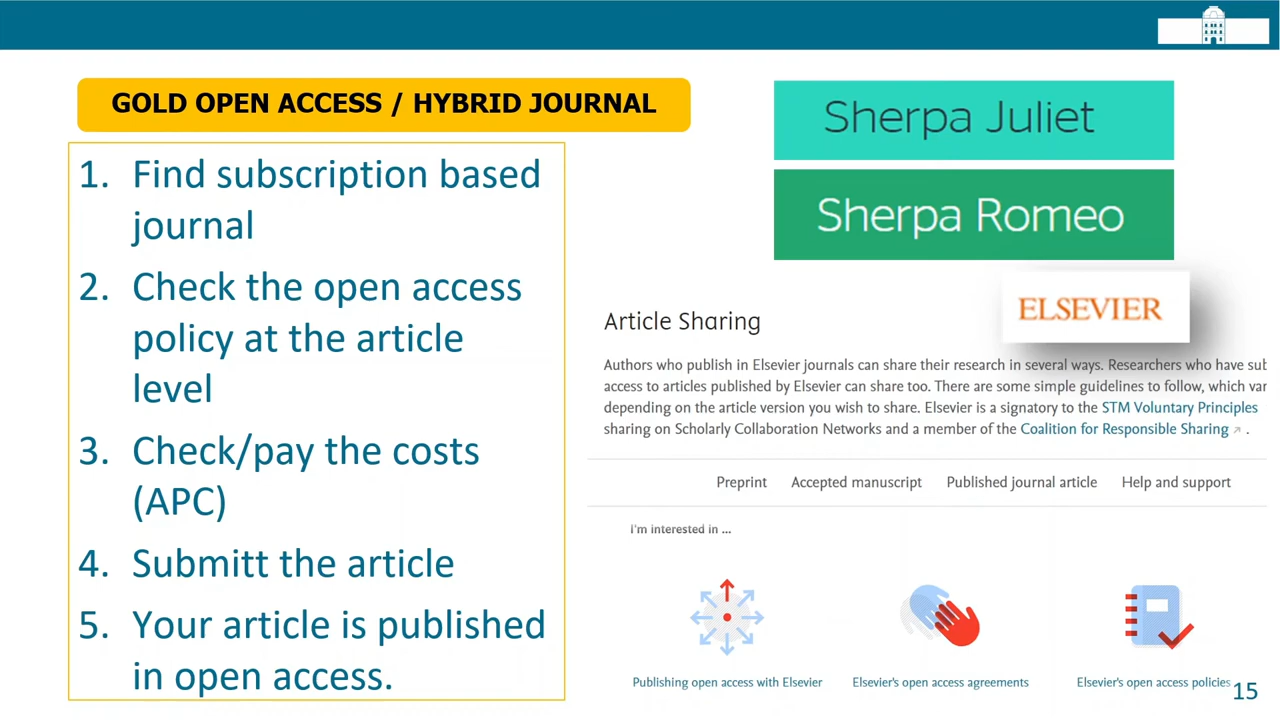 GOLD OPEN ACCESS / HYBRID JOURNAL
1. Find subscription based
journal
2. Check the open access
policy at the article
level
3. Check/pay the costs
(APC)
4. Submitt the article
5. Your article is published
in open access.
Sherpa Juliet
Sherpa Romeo
ELSEVIER
Article Sharing
Authors who publish in Elsevier journals can share their research in several ways. Researchers who have sub
access to articles published by Elsevier can share too. There are some simple guidelines to follow, which var
depending on the article version you wish to share. Elsevier is a signatory to the STM Voluntary Principles
sharing on Scholarly Collaboration Networks and a member of the Coalition for Responsible Sharing ↗ .
Preprint Accepted manuscript Published journal article Help and support
I'm interested in ...
Publishing open access with Elsevier Elsevier's open access agreements Elsevier's open access policies
15